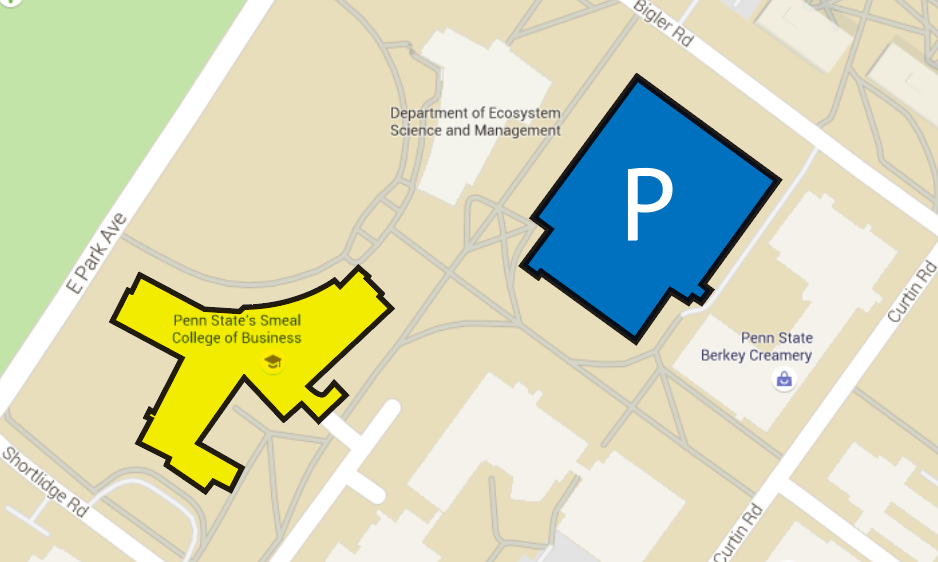 Bigler Rd
Department of Ecosystem
Science and Management
P
E Park Ave
Curtin Rd
Penn State's Smeal
College of Business
Penn State
Berkey Creamery
Shortlidge Rd
Curtin Rd